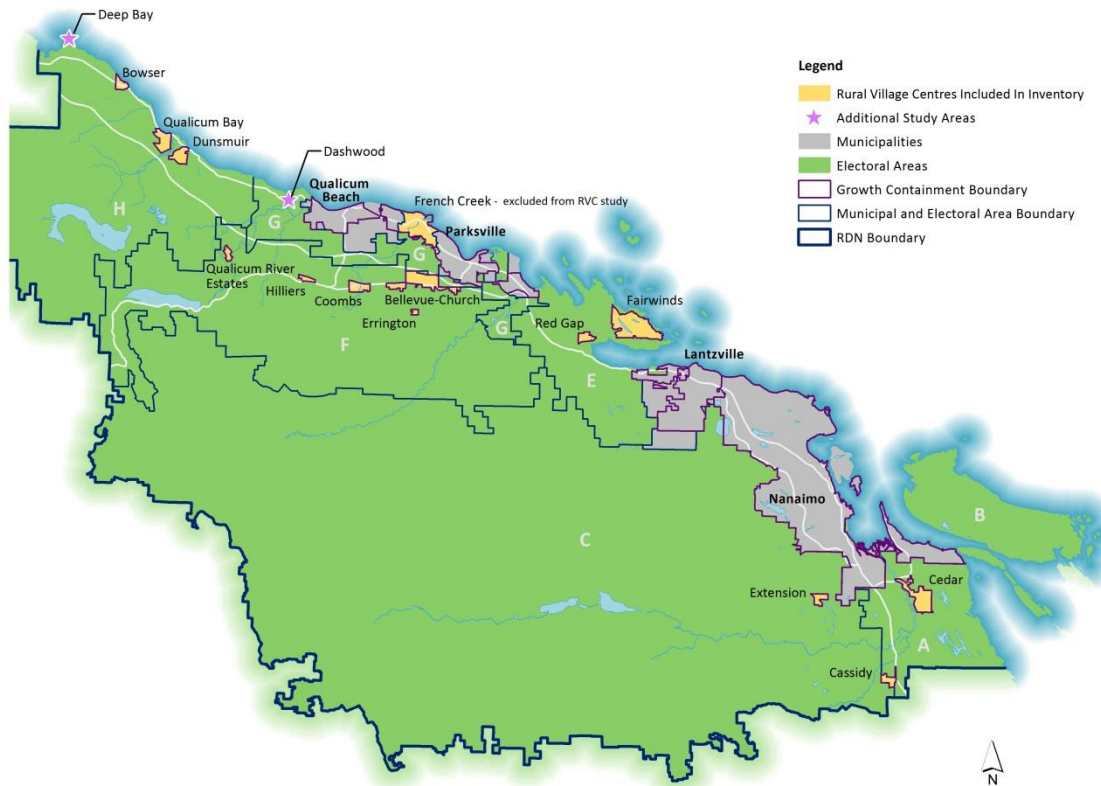 Deep Bay
Bowser
Qualicum Bay
Dunsmuir
Dashwood
Qualicum
Beach
French Creek - excluded from RVC study
Parksville
H
G
G
Qualicum River
Estates
Hilliers
Coombs
Bellevue-Church
Errington
F
G
Red Gap
Fairwinds
E
Lantzville
C
Nanaimo
B
Extension
Cedar
A
Cassidy
Legend
Rural Village Centres Included In Inventory
Additional Study Areas
Municipalities
Electoral Areas
Growth Containment Boundary
Municipal and Electoral Area Boundary
RDN Boundary
N